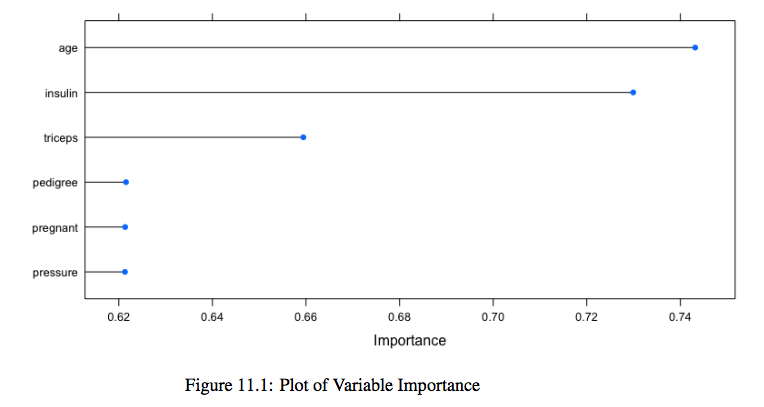 age
insulin
triceps
pedigree
pregnant
pressure
0.62 0.64 0.66 0.68 0.70 0.72 0.74
Importance
Figure 11.1: Plot of Variable Importance